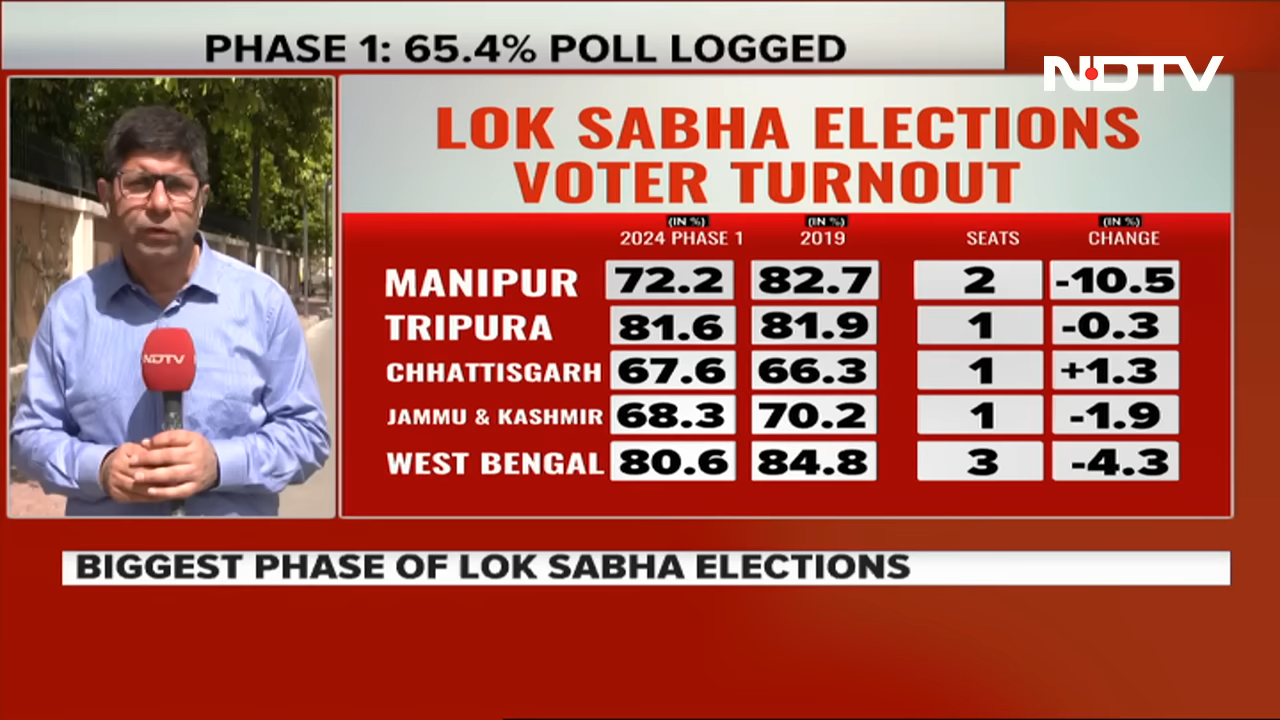 PHASE 1: 65.4% POLL LOGGED
NDTV
LOK SABHA ELECTIONS
VOTER TURNOUT
(IN %) (IN %) (IN %)
2024 PHASE 1 2019 SEATS CHANGE
MANIPUR 72.2 82.7 2 -10.5
TRIPURA 81.6 81.9 1 -0.3
CHHATTISGARH 67.6 66.3 1 +1.3
JAMMU & KASHMIR 68.3 70.2 1 -1.9
WEST BENGAL 80.6 84.8 3 -4.3
NDTV
BIGGEST PHASE OF LOK SABHA ELECTIONS